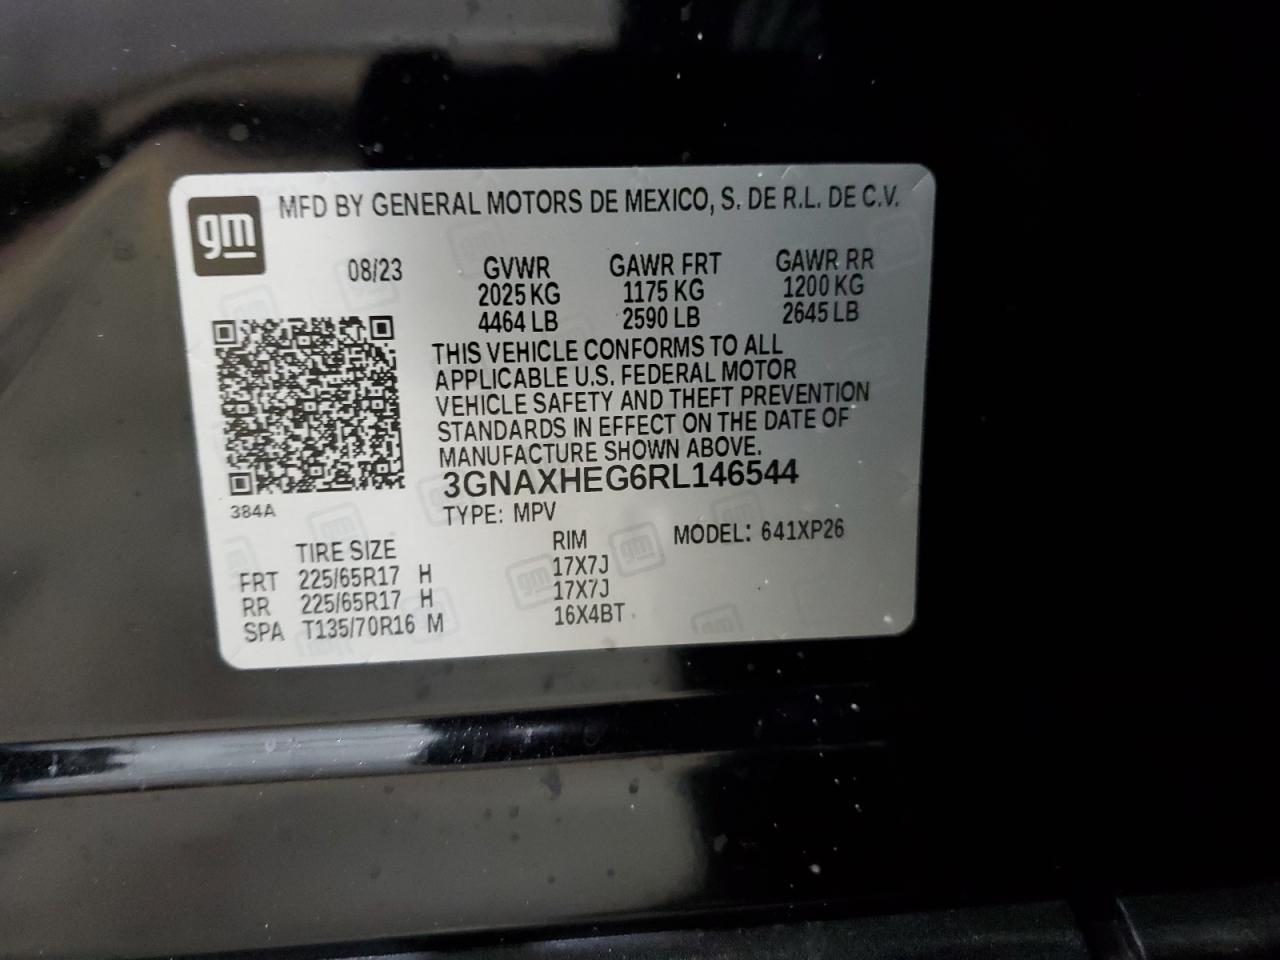 gm
MFD BY GENERAL MOTORS DE MEXICO, S. DE R.L. DE C.V.
08/23 GVWR GAWR FRT GAWR RR
2025 KG 1175 KG 1200 KG
4464 LB 2590 LB 2645 LB
THIS VEHICLE CONFORMS TO ALL
APPLICABLE U.S. FEDERAL MOTOR
VEHICLE SAFETY AND THEFT PREVENTION
STANDARDS IN EFFECT ON THE DATE OF
MANUFACTURE SHOWN ABOVE.
3GNAXHEG6RL146544
384A
TYPE: MPV
TIRE SIZE RIM MODEL: 641XP26
FRT 225/65R17 H 17X7J
RR 225/65R17 H 17X7J
SPA T135/70R16 M 16X4BT